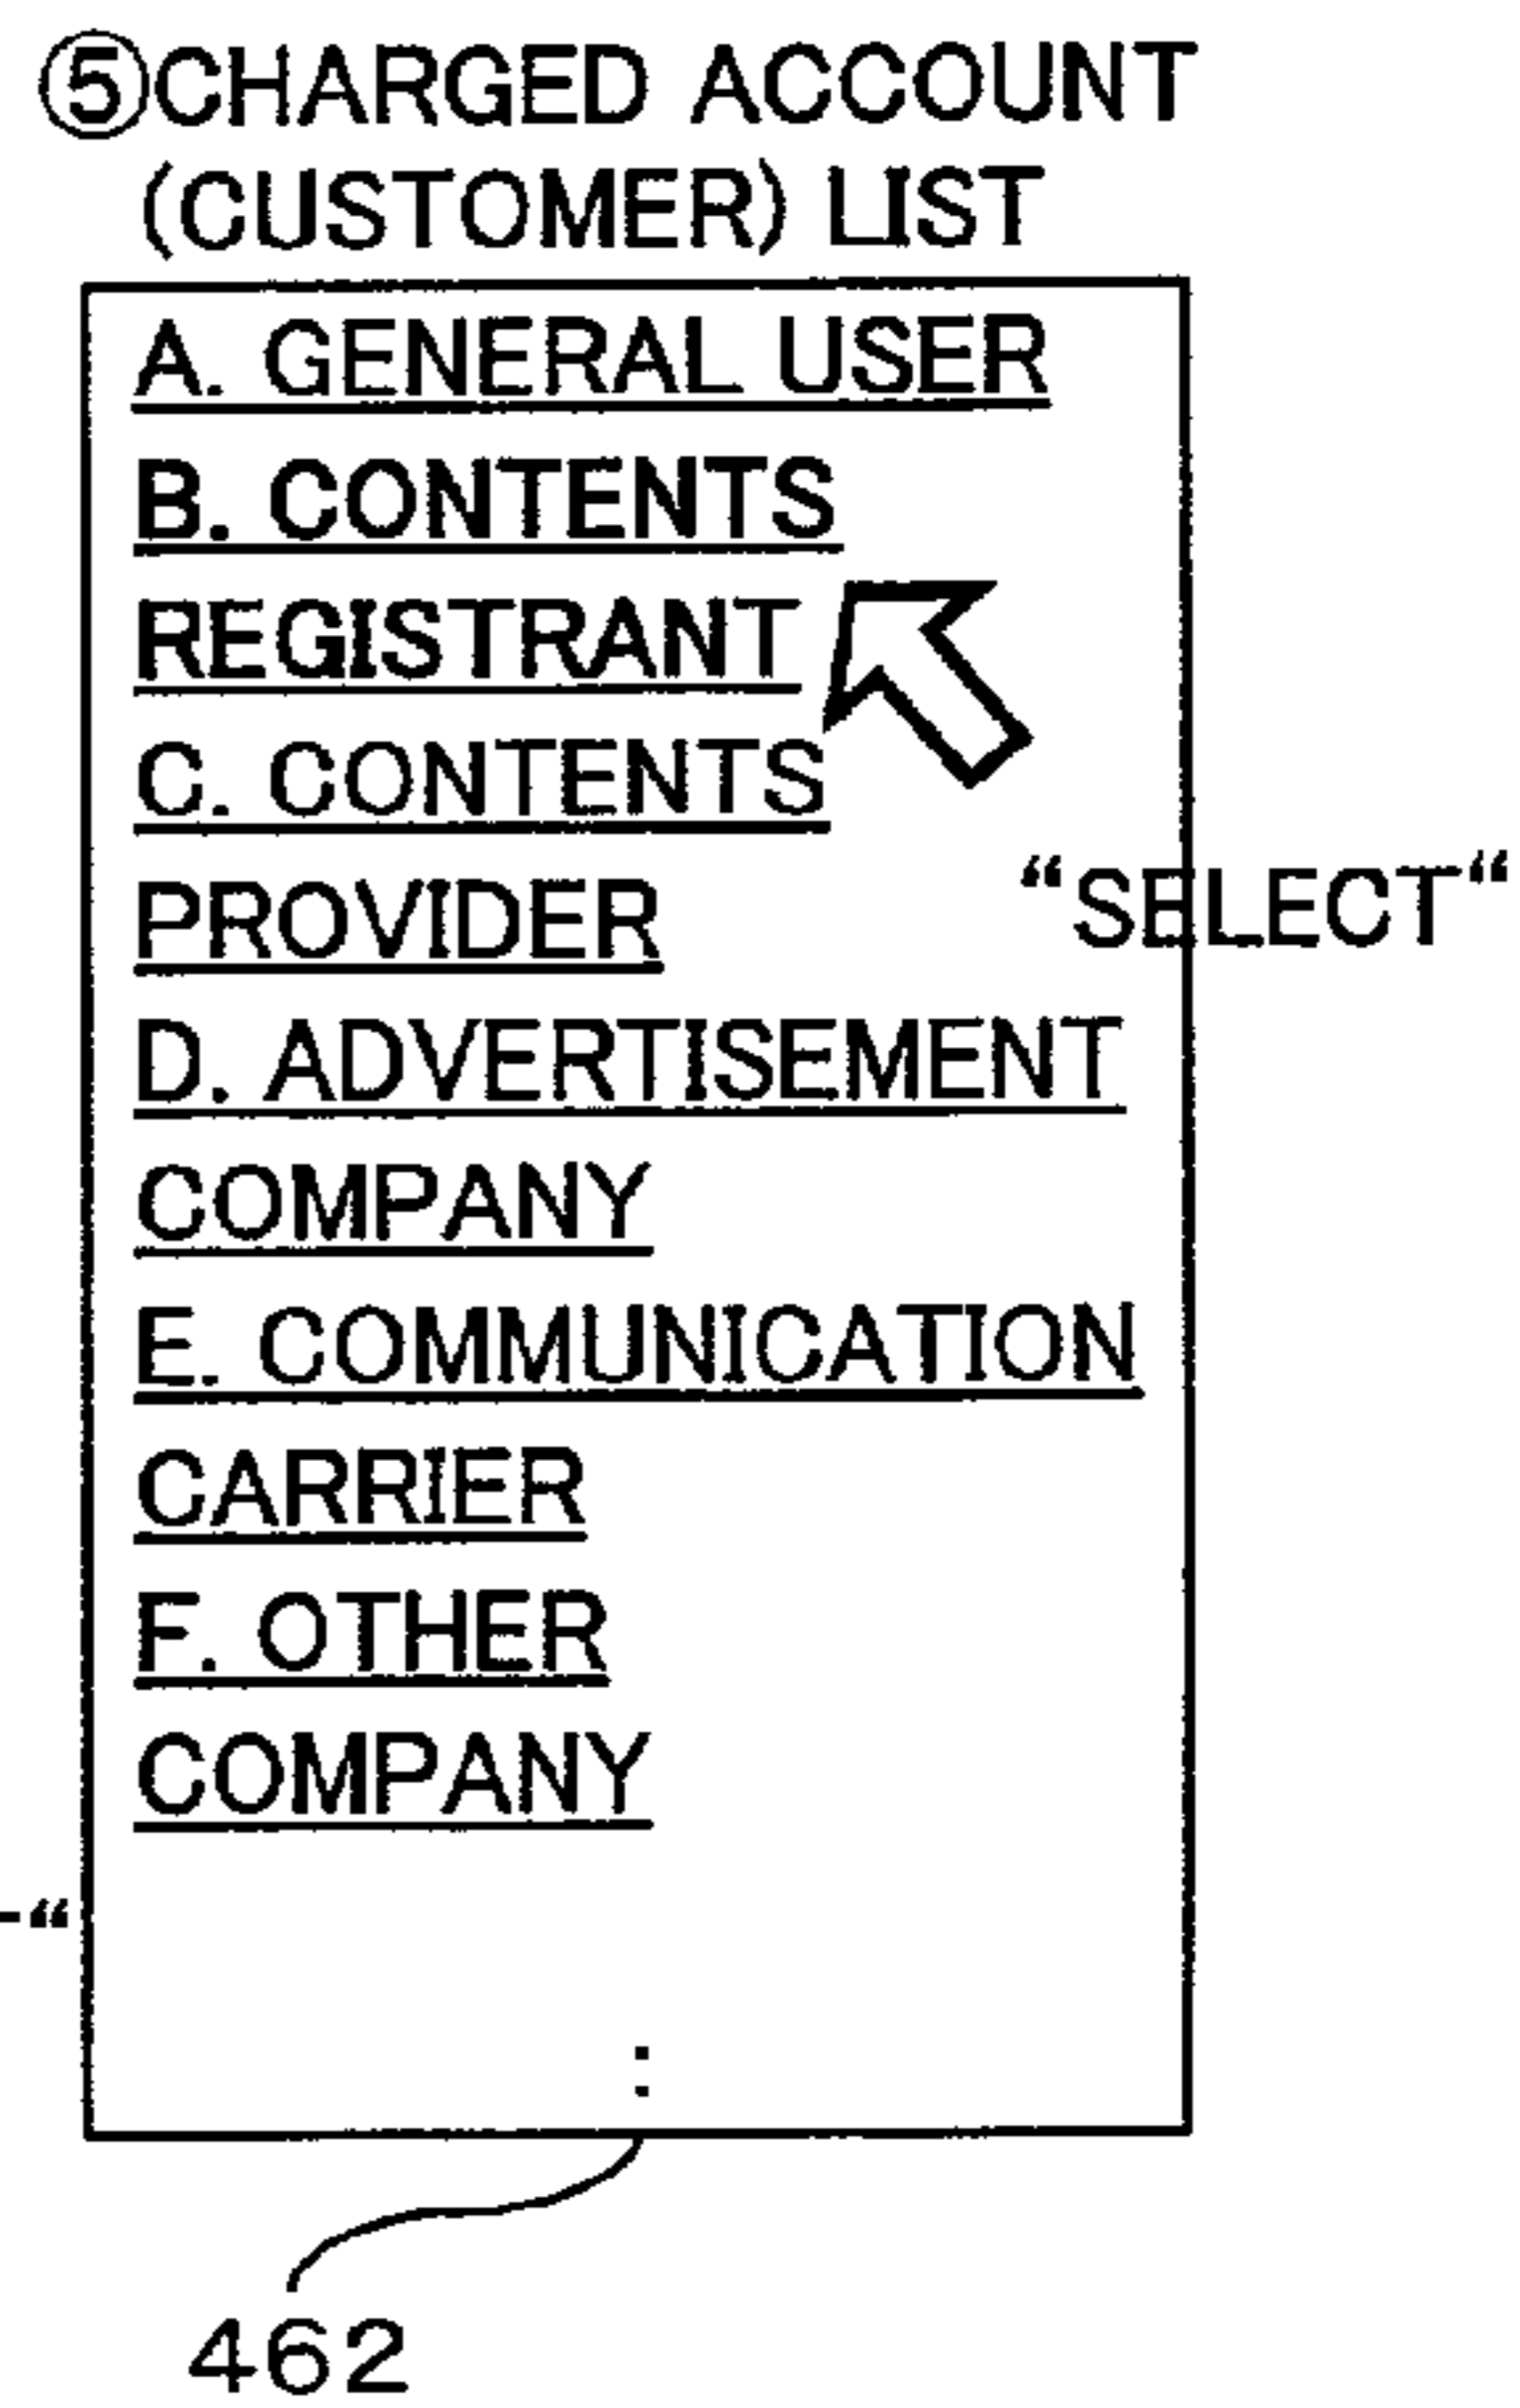 ⑤CHARGED ACCOUNT
(CUSTOMER) LIST
A. GENERAL USER
B. CONTENTS
REGISTRANT
C. CONTENTS
PROVIDER
“SELECT“
D. ADVERTISEMENT
COMPANY
E. COMMUNICATION
CARRIER
F. OTHER
COMPANY
:
462